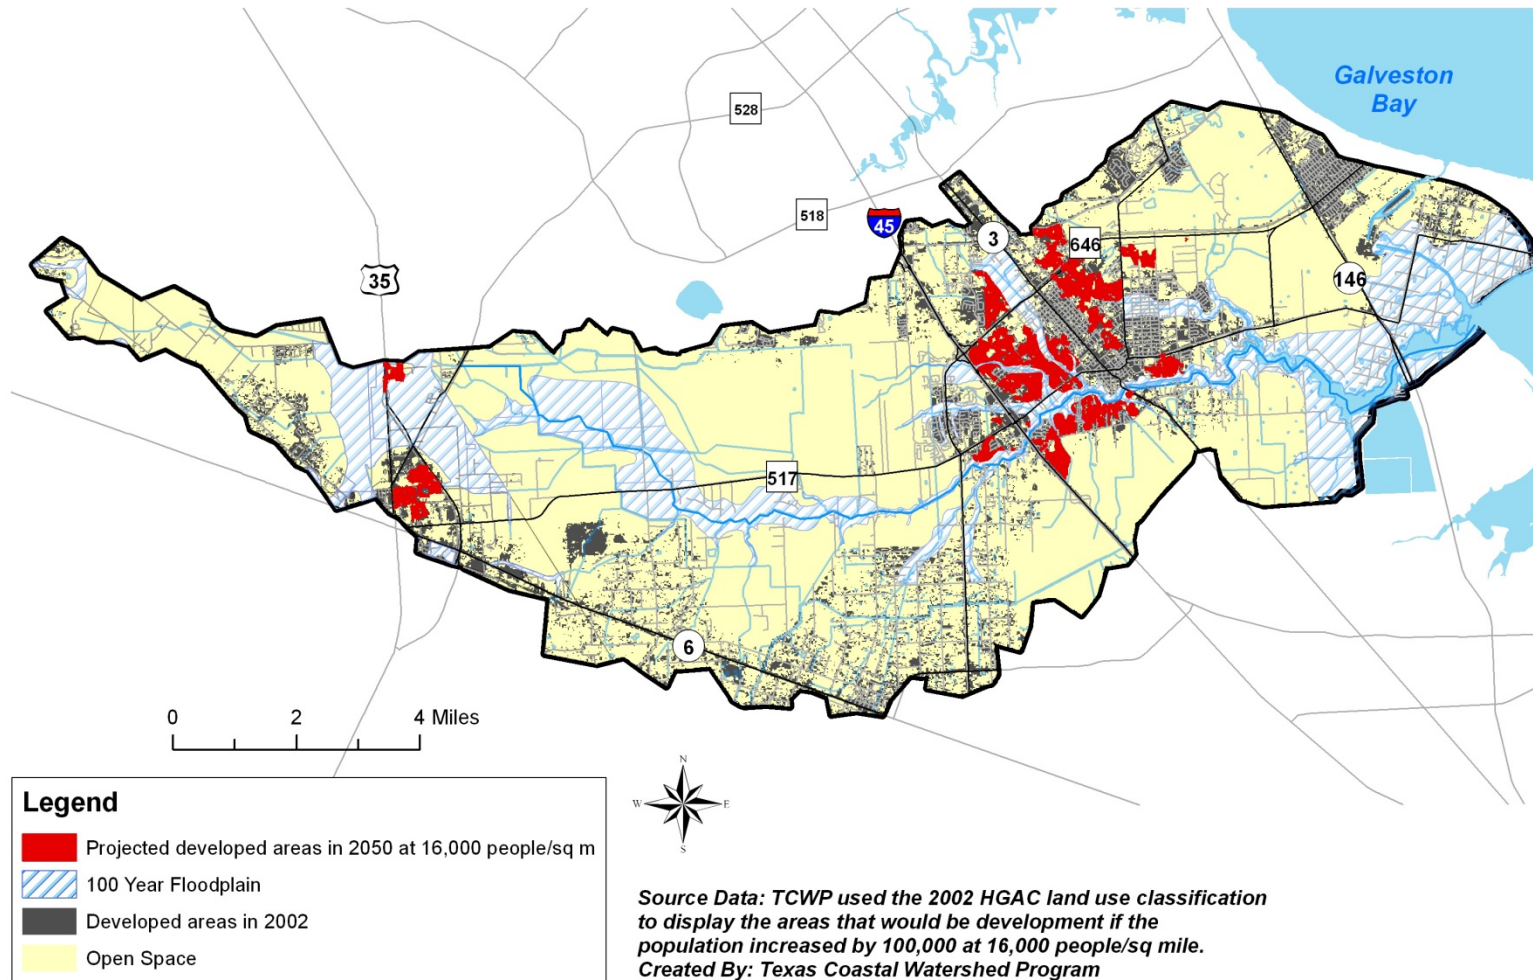 Galveston
Bay
528
518
45
3
646
35
146
517
6
0 2 4 Miles
N
W E
S
Legend
Projected developed areas in 2050 at 16,000 people/sq m
100 Year Floodplain
Developed areas in 2002
Open Space
Source Data: TCWP used the 2002 HGAC land use classification
to display the areas that would be development if the
population increased by 100,000 at 16,000 people/sq mile.
Created By: Texas Coastal Watershed Program